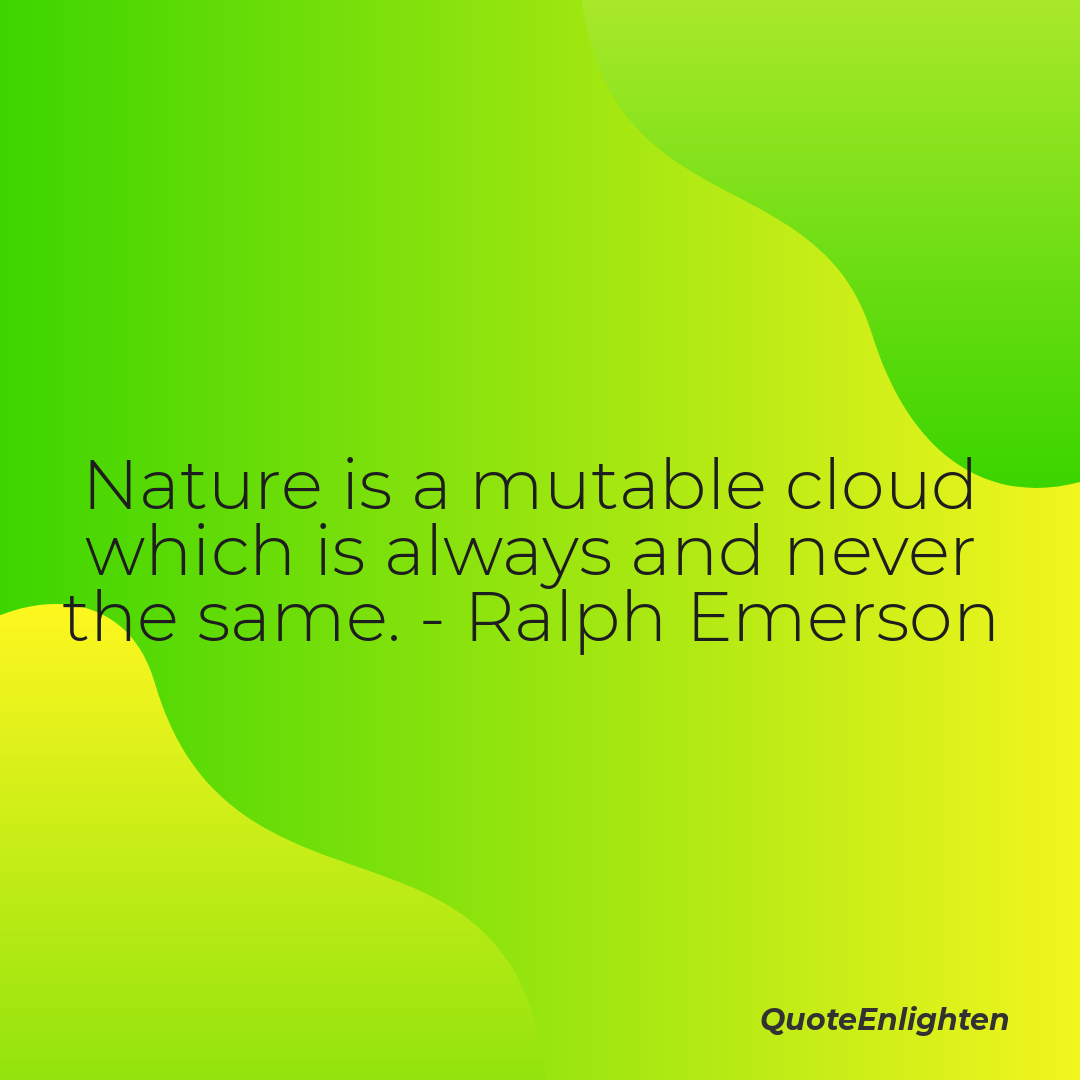 Nature is a mutable cloud
which is always and never
the same. - Ralph Emerson
QuoteEnlighten